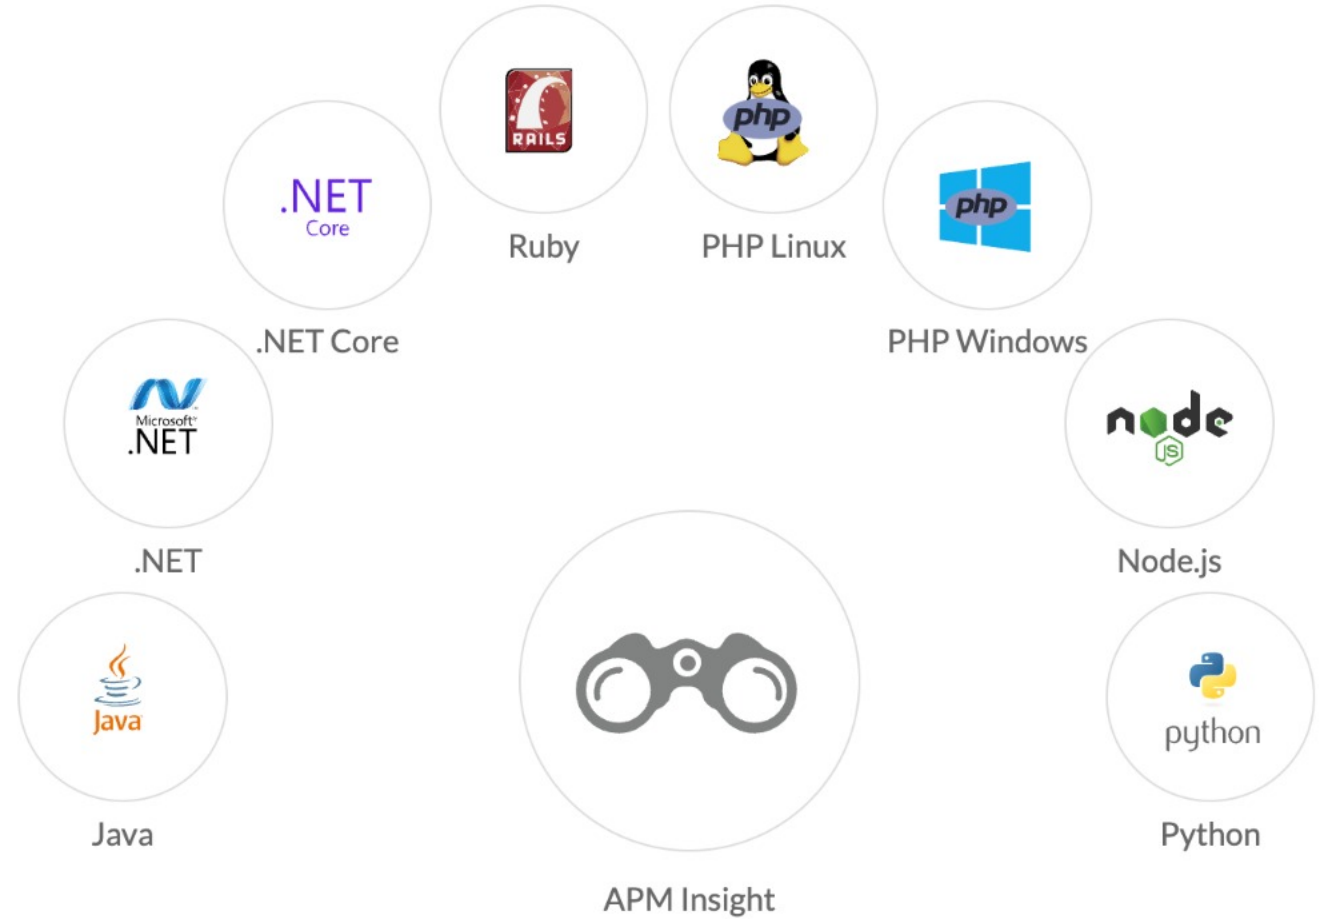 RAILS
Ruby
php
PHP Linux
.NET
Core
.NET Core
php
PHP Windows
Microsoft
.NET
.NET
node
JS
Node.js
Java
Java
APM Insight
python
Python